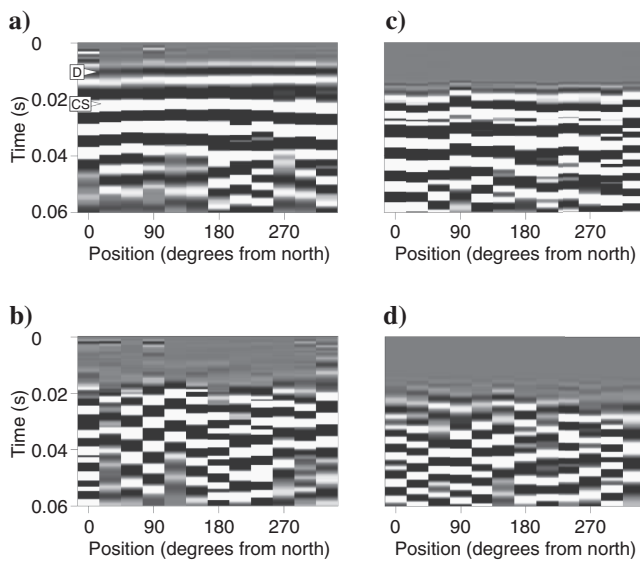 a)
0
D
CS
0.02
0.04
0.06
Time (s)
0 90 180 270
Position (degrees from north)
c)
0 90 180 270
Position (degrees from north)
b)
0
0.02
0.04
0.06
Time (s)
0 90 180 270
Position (degrees from north)
d)
0 90 180 270
Position (degrees from north)